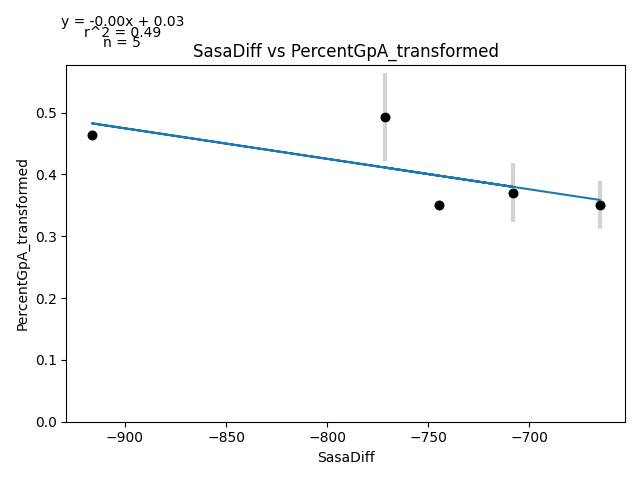 y = -0.00x + 0.03
r^2 = 0.49
n = 5
SasaDiff vs PercentGpA_transformed
PercentGpA_transformed
0.5
0.4
0.3
0.2
0.1
0.0
−900
−850
−800
−750
−700
SasaDiff